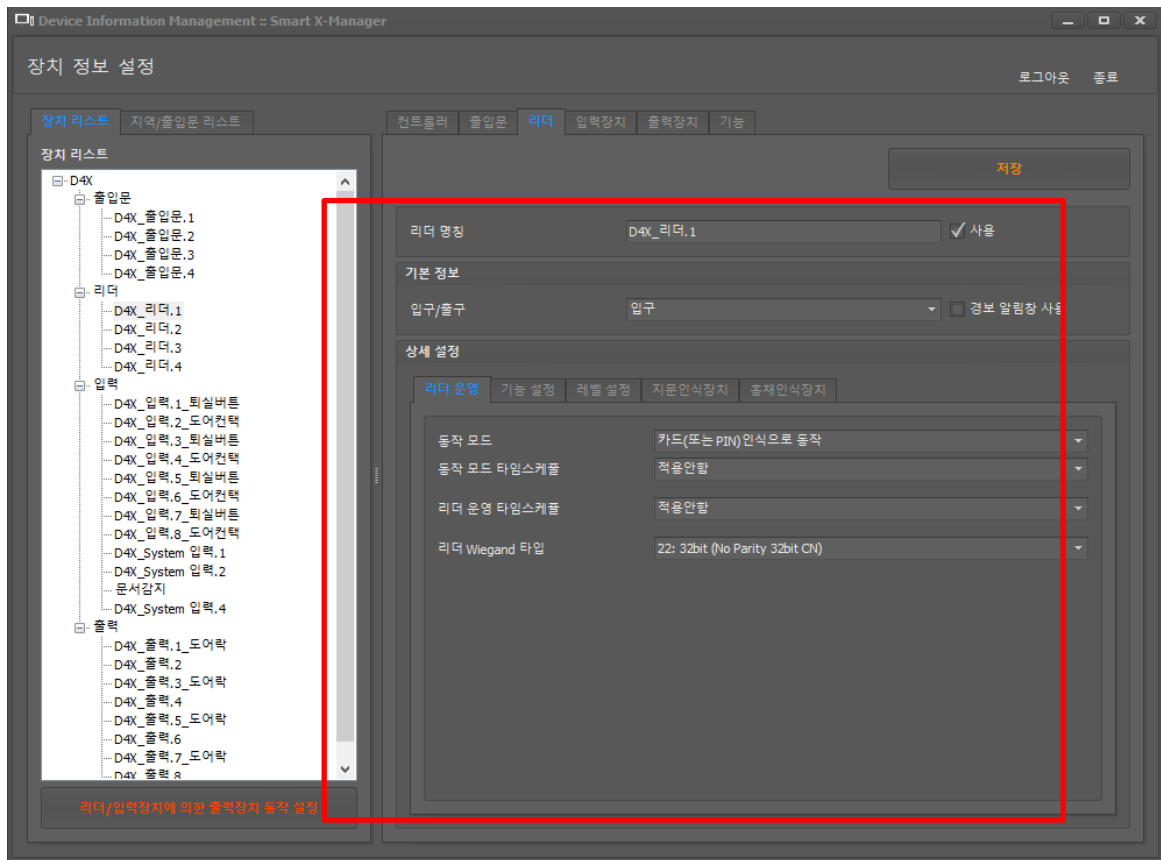 Device Information Management :: Smart X-Manager
장치 정보 설정
로그아웃 종료
장치 리스트 지역/출입문 리스트
장치 리스트
D4X
출입문
D4X_출입문.1
D4X_출입문.2
D4X_출입문.3
D4X_출입문.4
리더
D4X_리더.1
D4X_리더.2
D4X_리더.3
D4X_리더.4
입력
D4X_입력.1_퇴실버튼
D4X_입력.2_도어컨택
D4X_입력.3_퇴실버튼
D4X_입력.4_도어컨택
D4X_입력.5_퇴실버튼
D4X_입력.6_도어컨택
D4X_입력.7_퇴실버튼
D4X_입력.8_도어컨택
D4X_System 입력.1
D4X_System 입력.2
문서감지
D4X_System 입력.4
출력
D4X_출력.1_도어락
D4X_출력.2
D4X_출력.3_도어락
D4X_출력.4
D4X_출력.5_도어락
D4X_출력.6
D4X_출력.7_도어락
D4X_출력.8
리더/입력장치에 의한 출력장치 동작 설정
컨트롤러 출입문 리더 입력장치 출력장치 기능
저장
리더 명칭 D4X_리더.1 사용
기본 정보
입구/출구 입구 경보 알림창 사용
상세 설정
리더 운영 기능 설정 레벨 설정 지문인식장치 홍채인식장치
동작 모드 카드(또는 PIN)인식으로 동작
동작 모드 타임스케줄 적용안함
리더 운영 타임스케쥴 적용안함
리더 Wiegand 타입 22: 32bit (No Parity 32bit CN)